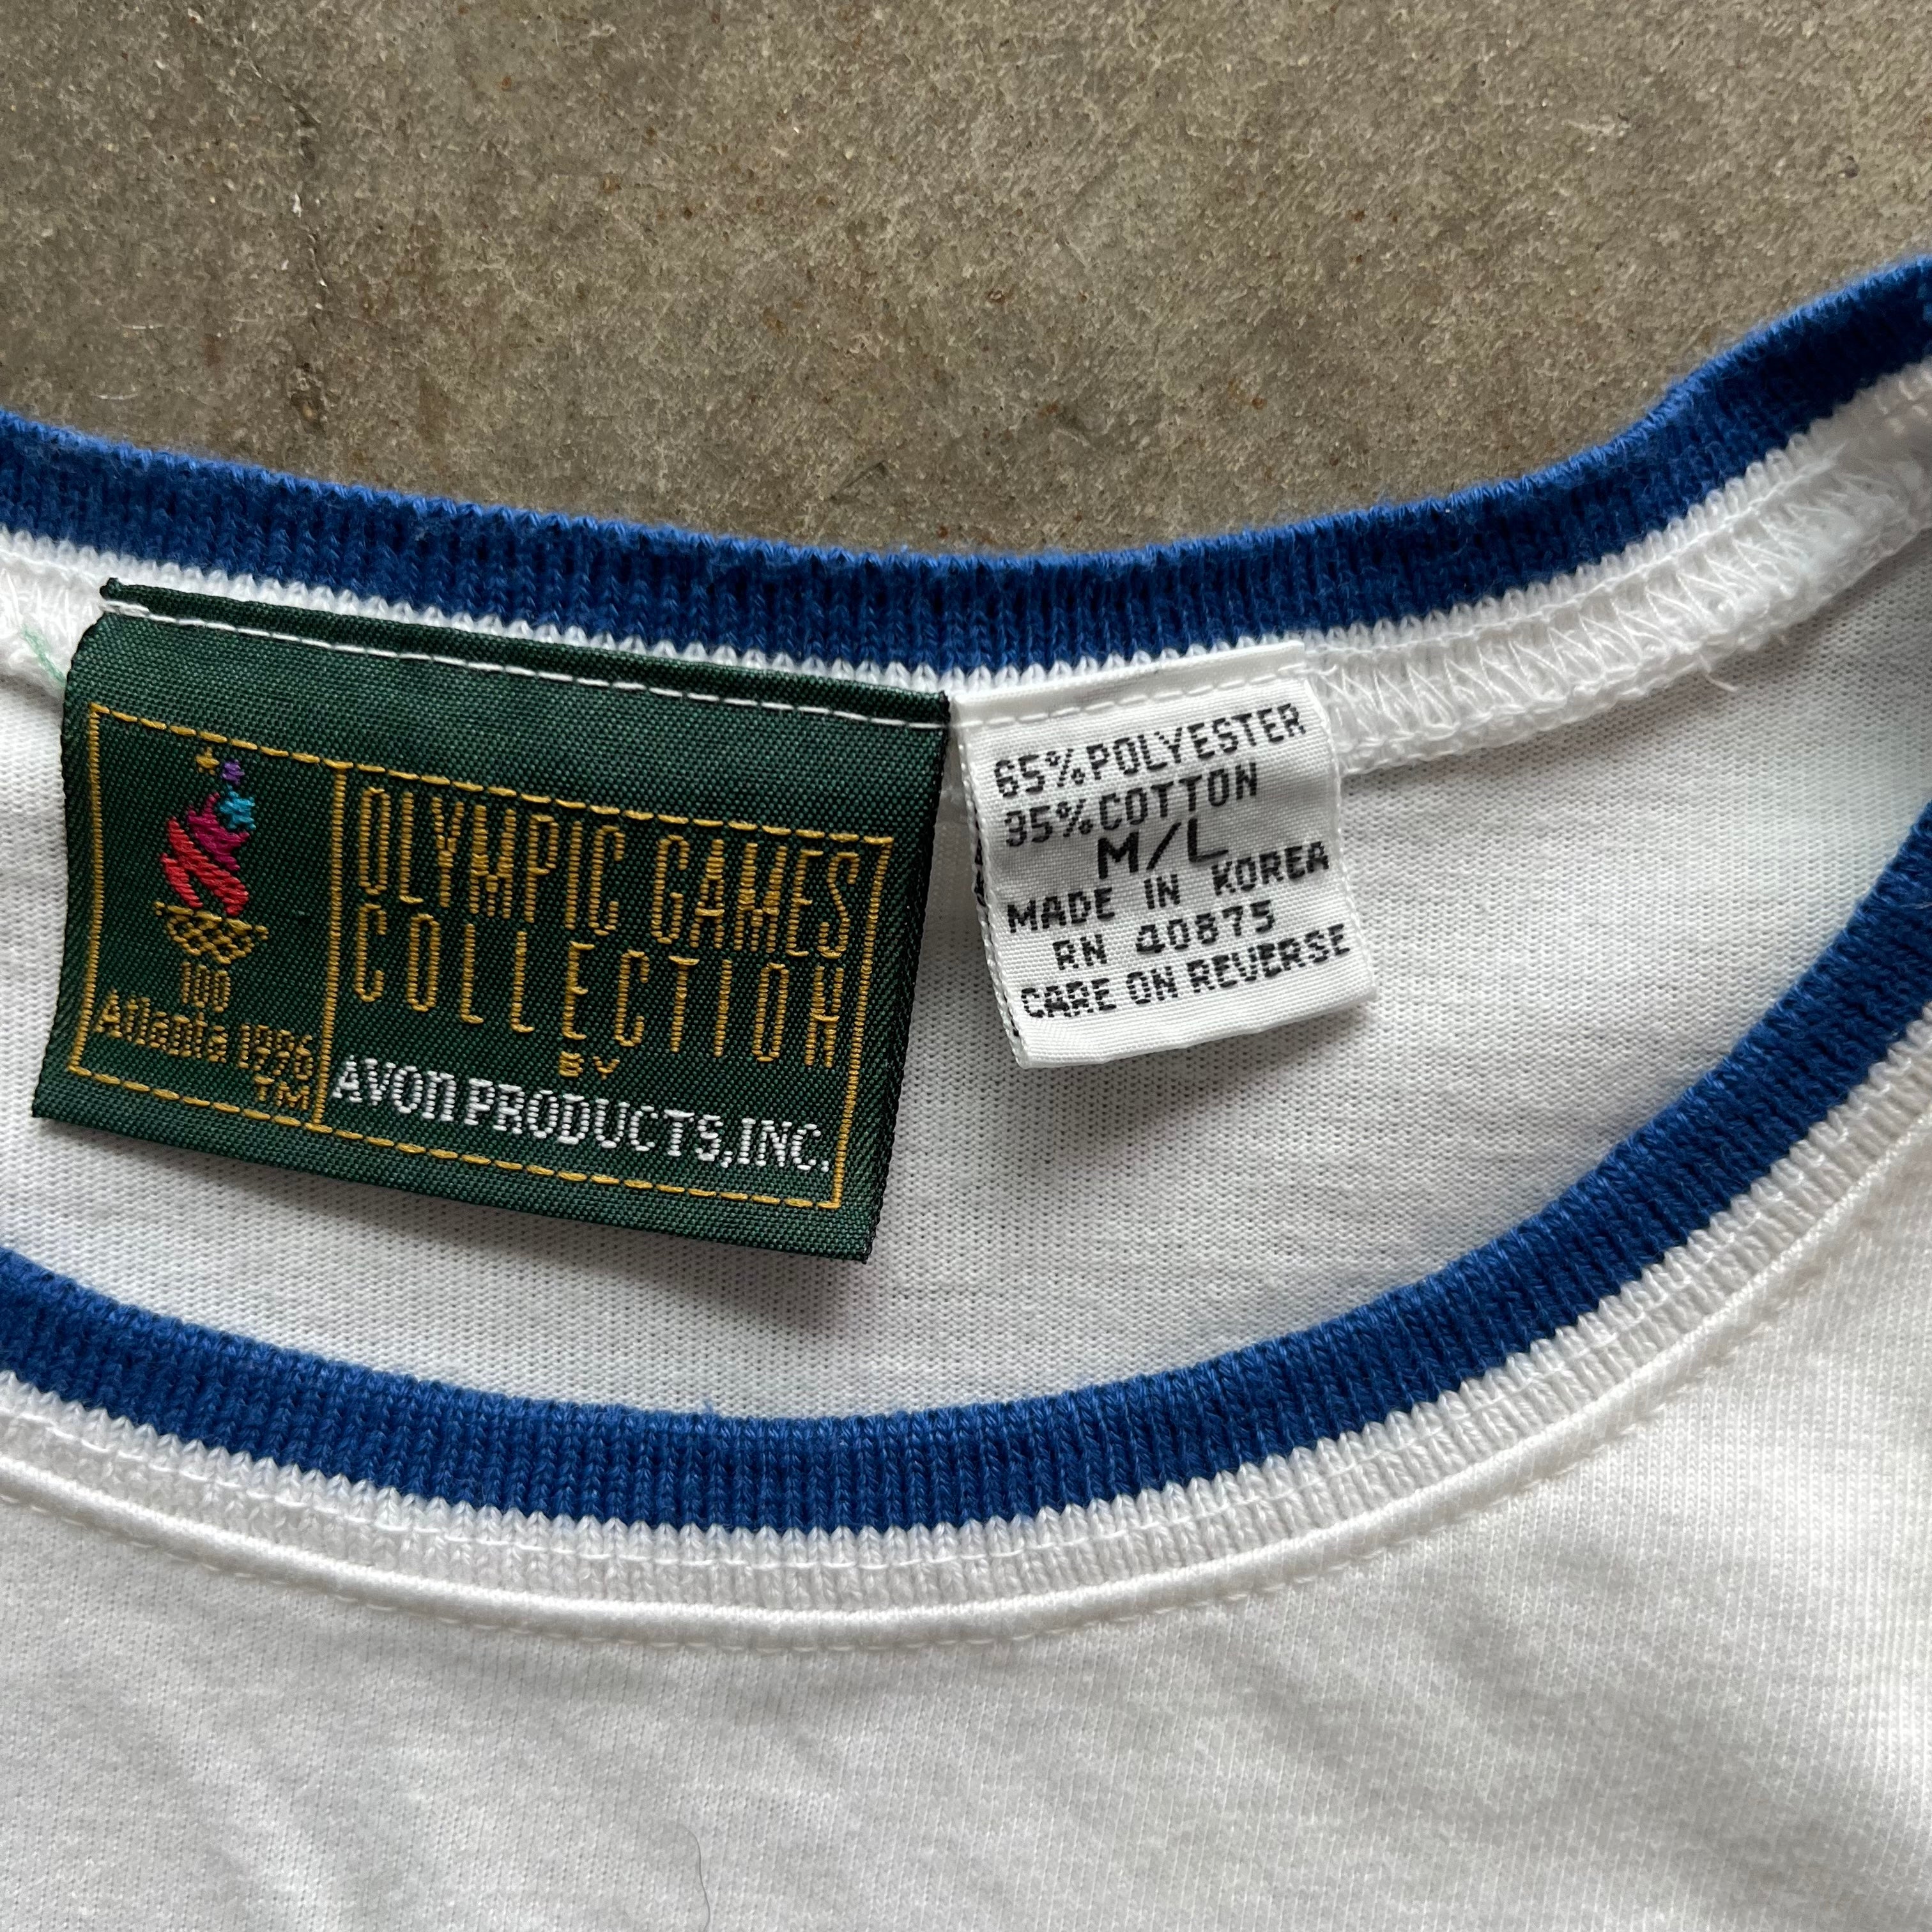 100
Atlanta 1996
TM
OLYMPIC GAMES
COLLECTION
BY
AVON PRODUCTS, INC.
65% POLYESTER
35% COTTON
M/L
MADE IN KOREA
RN 40875
CARE ON REVERSE